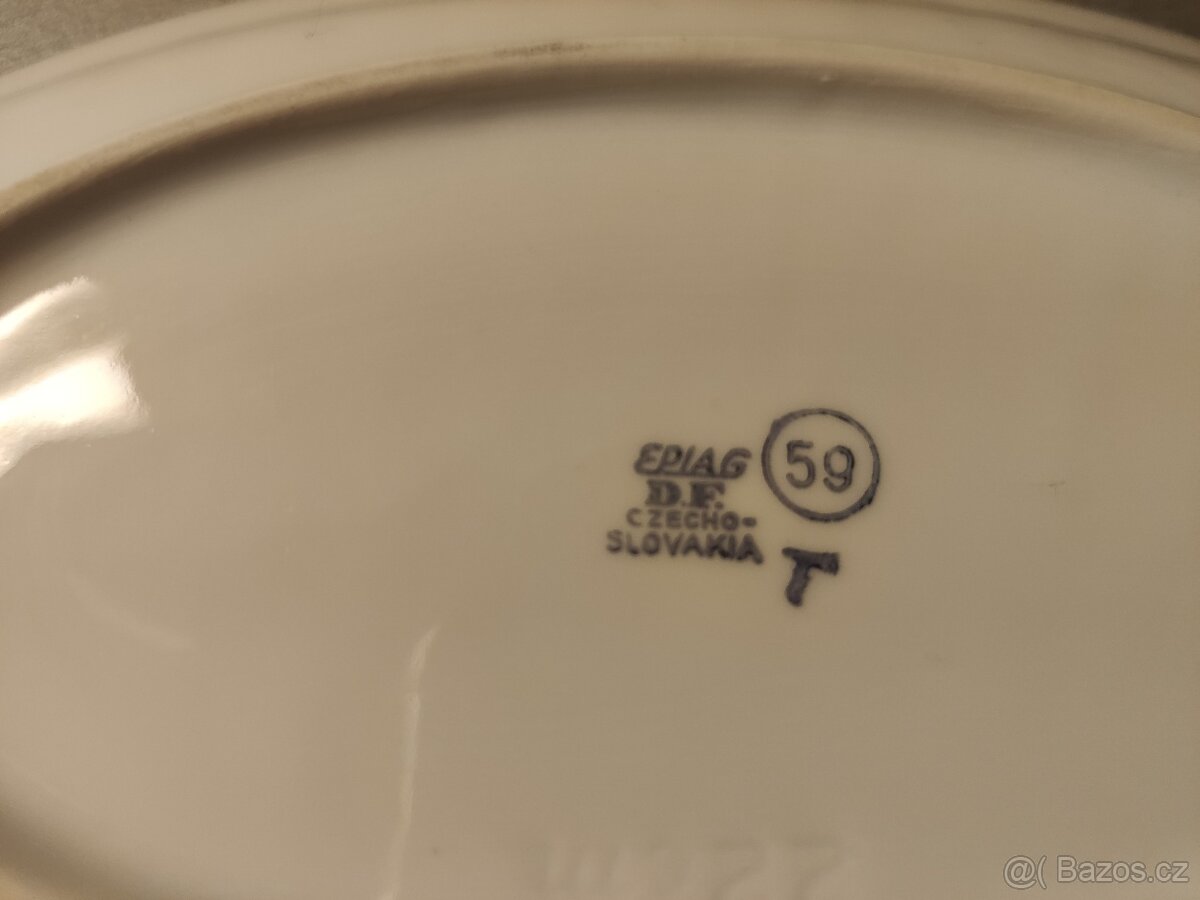 EPIAG
D.F.
CZECHO-
SLOVAKIA
59
T
@( Bazos.cz